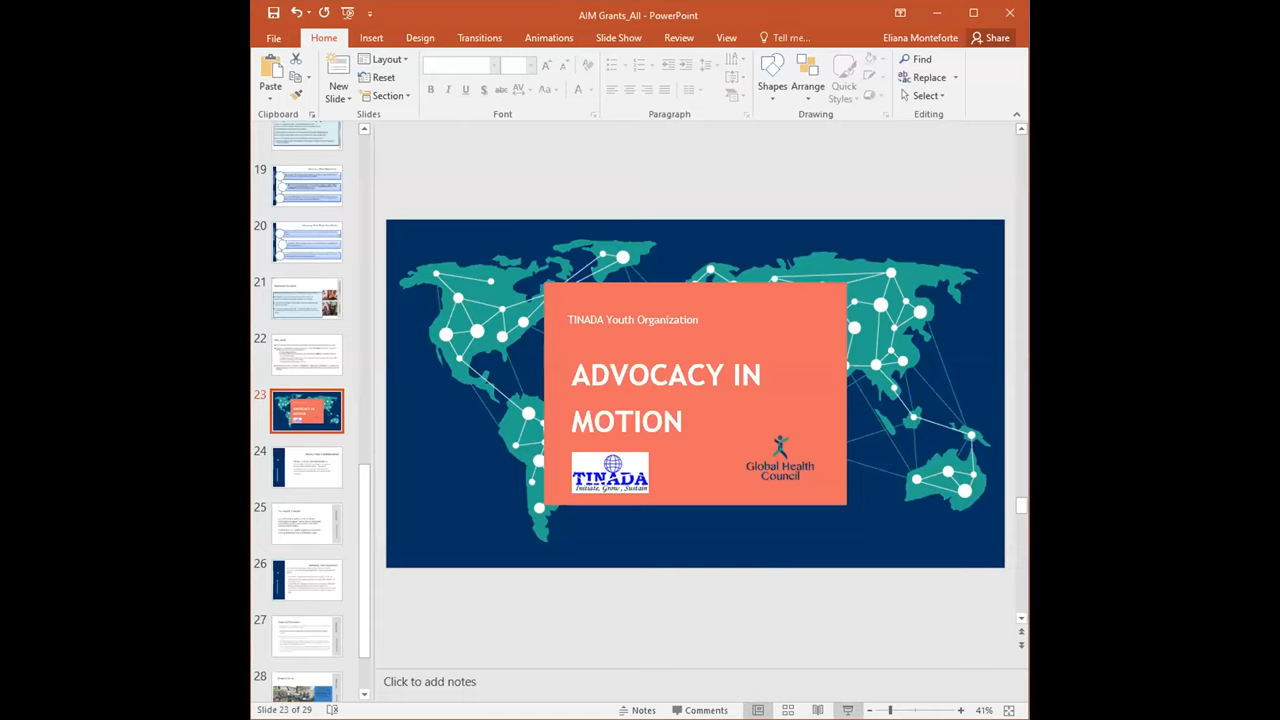 AIM Grants_All - PowerPoint
File Home Insert Design Transitions Animations Slide Show Review View Tell me... Eliana Monteforte Share
Paste
New
Slide
Layout
Reset
Section
B I U S abc AV Aa A
Shapes
Arrange
Quick
Styles
Find
Replace
Select
Clipboard Slides Font Paragraph Drawing Editing
19
20
21
22
23
24
25
26
27
28
TINADA Youth Organization
ADVOCACY IN
MOTION
TINADA
Initiate, Grow , Sustain
Global Health
Council
Click to add notes
Slide 23 of 29 Notes Comments 41%